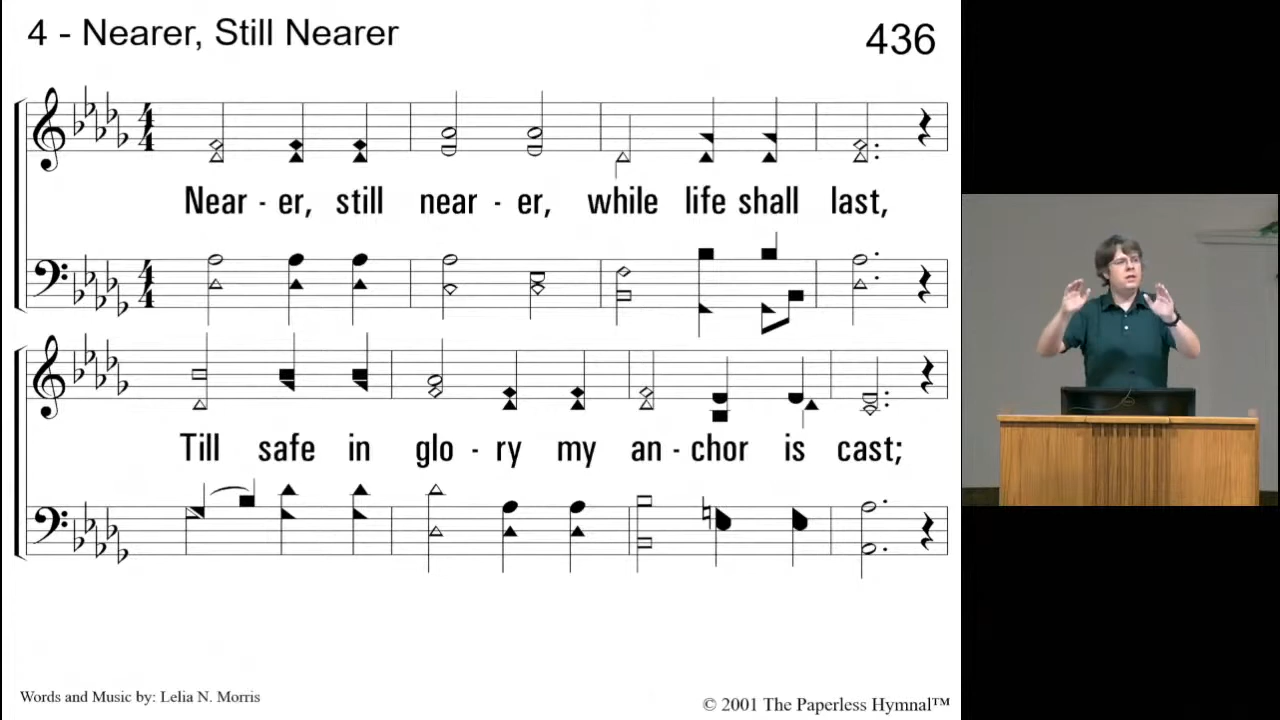 4 - Nearer, Still Nearer
436
Near - er, still near - er, while life shall last,
Till safe in glo - ry my an - chor is cast;
Words and Music by: Lelia N. Morris
© 2001 The Paperless Hymnal™